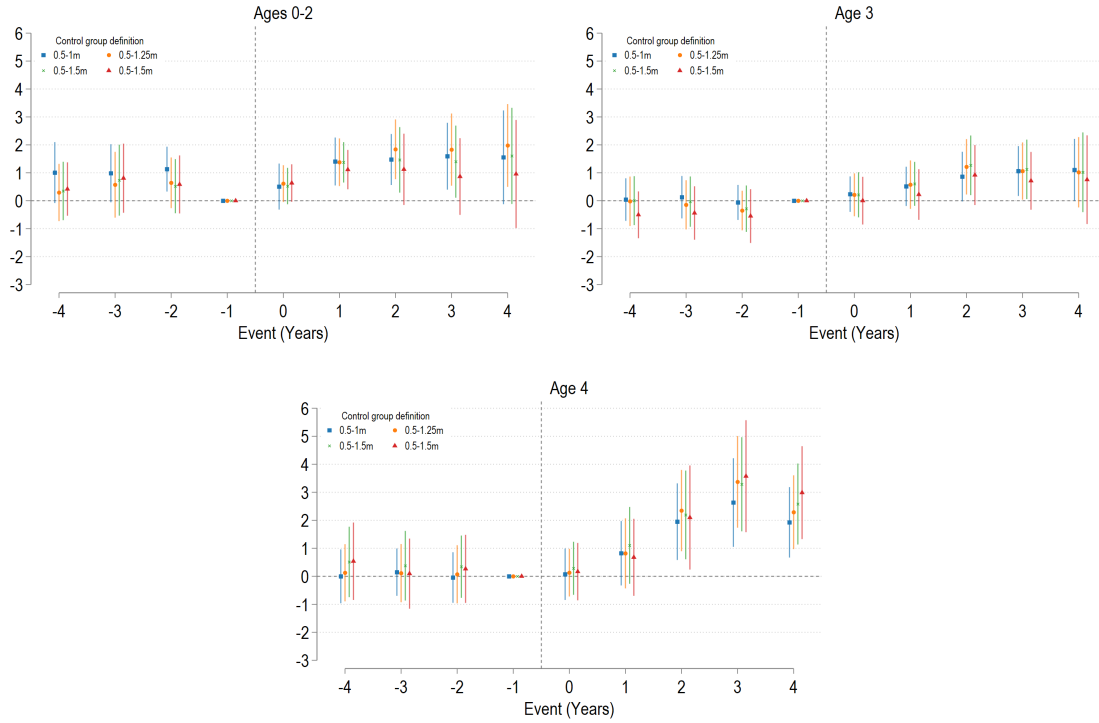 Ages 0-2
6
5
4
3
2
1
0
-1
-2
-3
Control group definition
0.5-1m 0.5-1.25m
0.5-1.5m 0.5-1.5m
-4 -3 -2 -1 0 1 2 3 4
Event (Years)
Age 3
6
5
4
3
2
1
0
-1
-2
-3
Control group definition
0.5-1m 0.5-1.25m
0.5-1.5m 0.5-1.5m
-4 -3 -2 -1 0 1 2 3 4
Event (Years)
Age 4
6
5
4
3
2
1
0
-1
-2
-3
Control group definition
0.5-1m 0.5-1.25m
0.5-1.5m 0.5-1.5m
-4 -3 -2 -1 0 1 2 3 4
Event (Years)